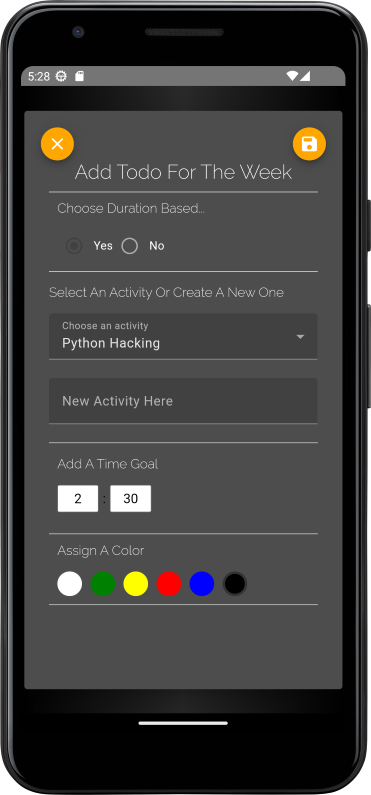 5:28
Add Todo For The Week
Choose Duration Based...
Yes No
Select An Activity Or Create A New One
Choose an activity
Python Hacking
New Activity Here
Add A Time Goal
2 : 30
Assign A Color